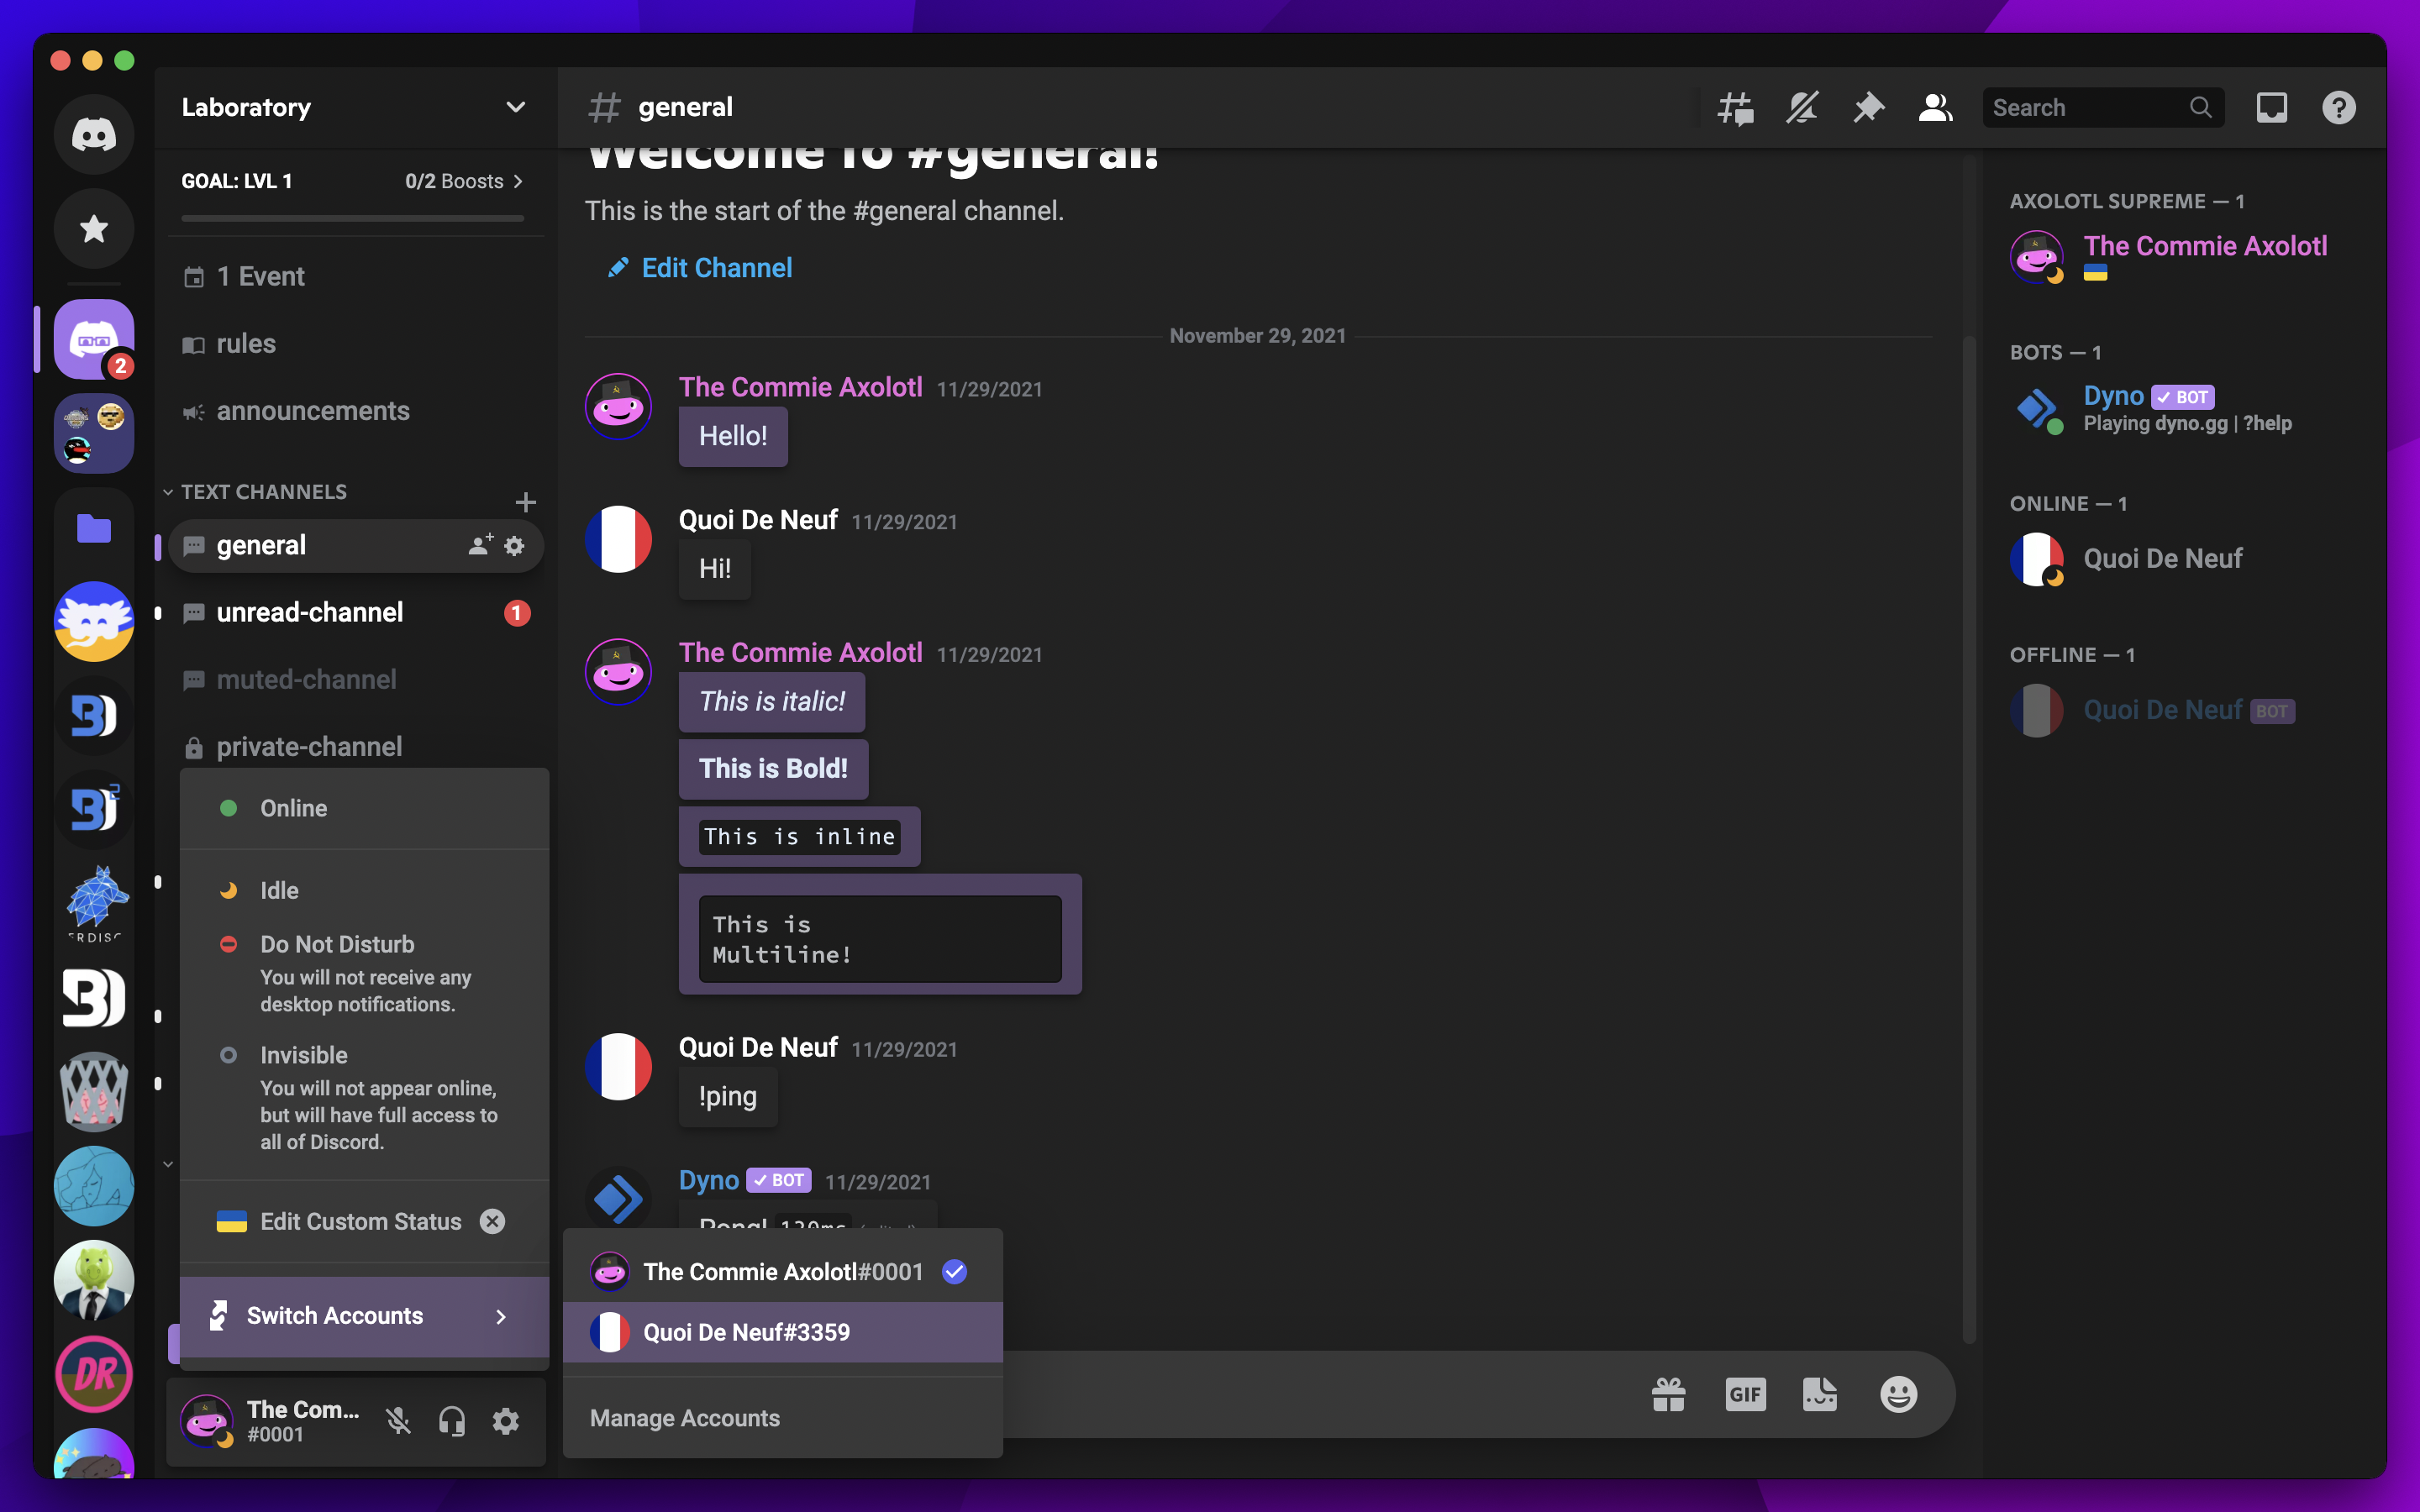 Laboratory
GOAL: LVL 1 0/2 Boosts
1 Event
rules
announcements
TEXT CHANNELS
general
unread-channel 1
muted-channel
private-channel
2
Online
Idle
Do Not Disturb
You will not receive any
desktop notifications.
Invisible
You will not appear online,
but will have full access to
all of Discord.
Edit Custom Status
Switch Accounts
The Com...
#0001
DR
general
Search
Welcome to #general!
This is the start of the #general channel.
Edit Channel
November 29, 2021
The Commie Axolotl 11/29/2021
Hello!
Quoi De Neuf 11/29/2021
Hi!
The Commie Axolotl 11/29/2021
This is italic!
This is Bold!
This is inline
This is
Multiline!
Quoi De Neuf 11/29/2021
!ping
Dyno BOT 11/29/2021
Pong!
The Commie Axolotl#0001
Quoi De Neuf#3359
Manage Accounts
GIF
AXOLOTL SUPREME — 1
The Commie Axolotl
BOTS — 1
Dyno BOT
Playing dyno.gg | ?help
ONLINE — 1
Quoi De Neuf
OFFLINE — 1
Quoi De Neuf BOT